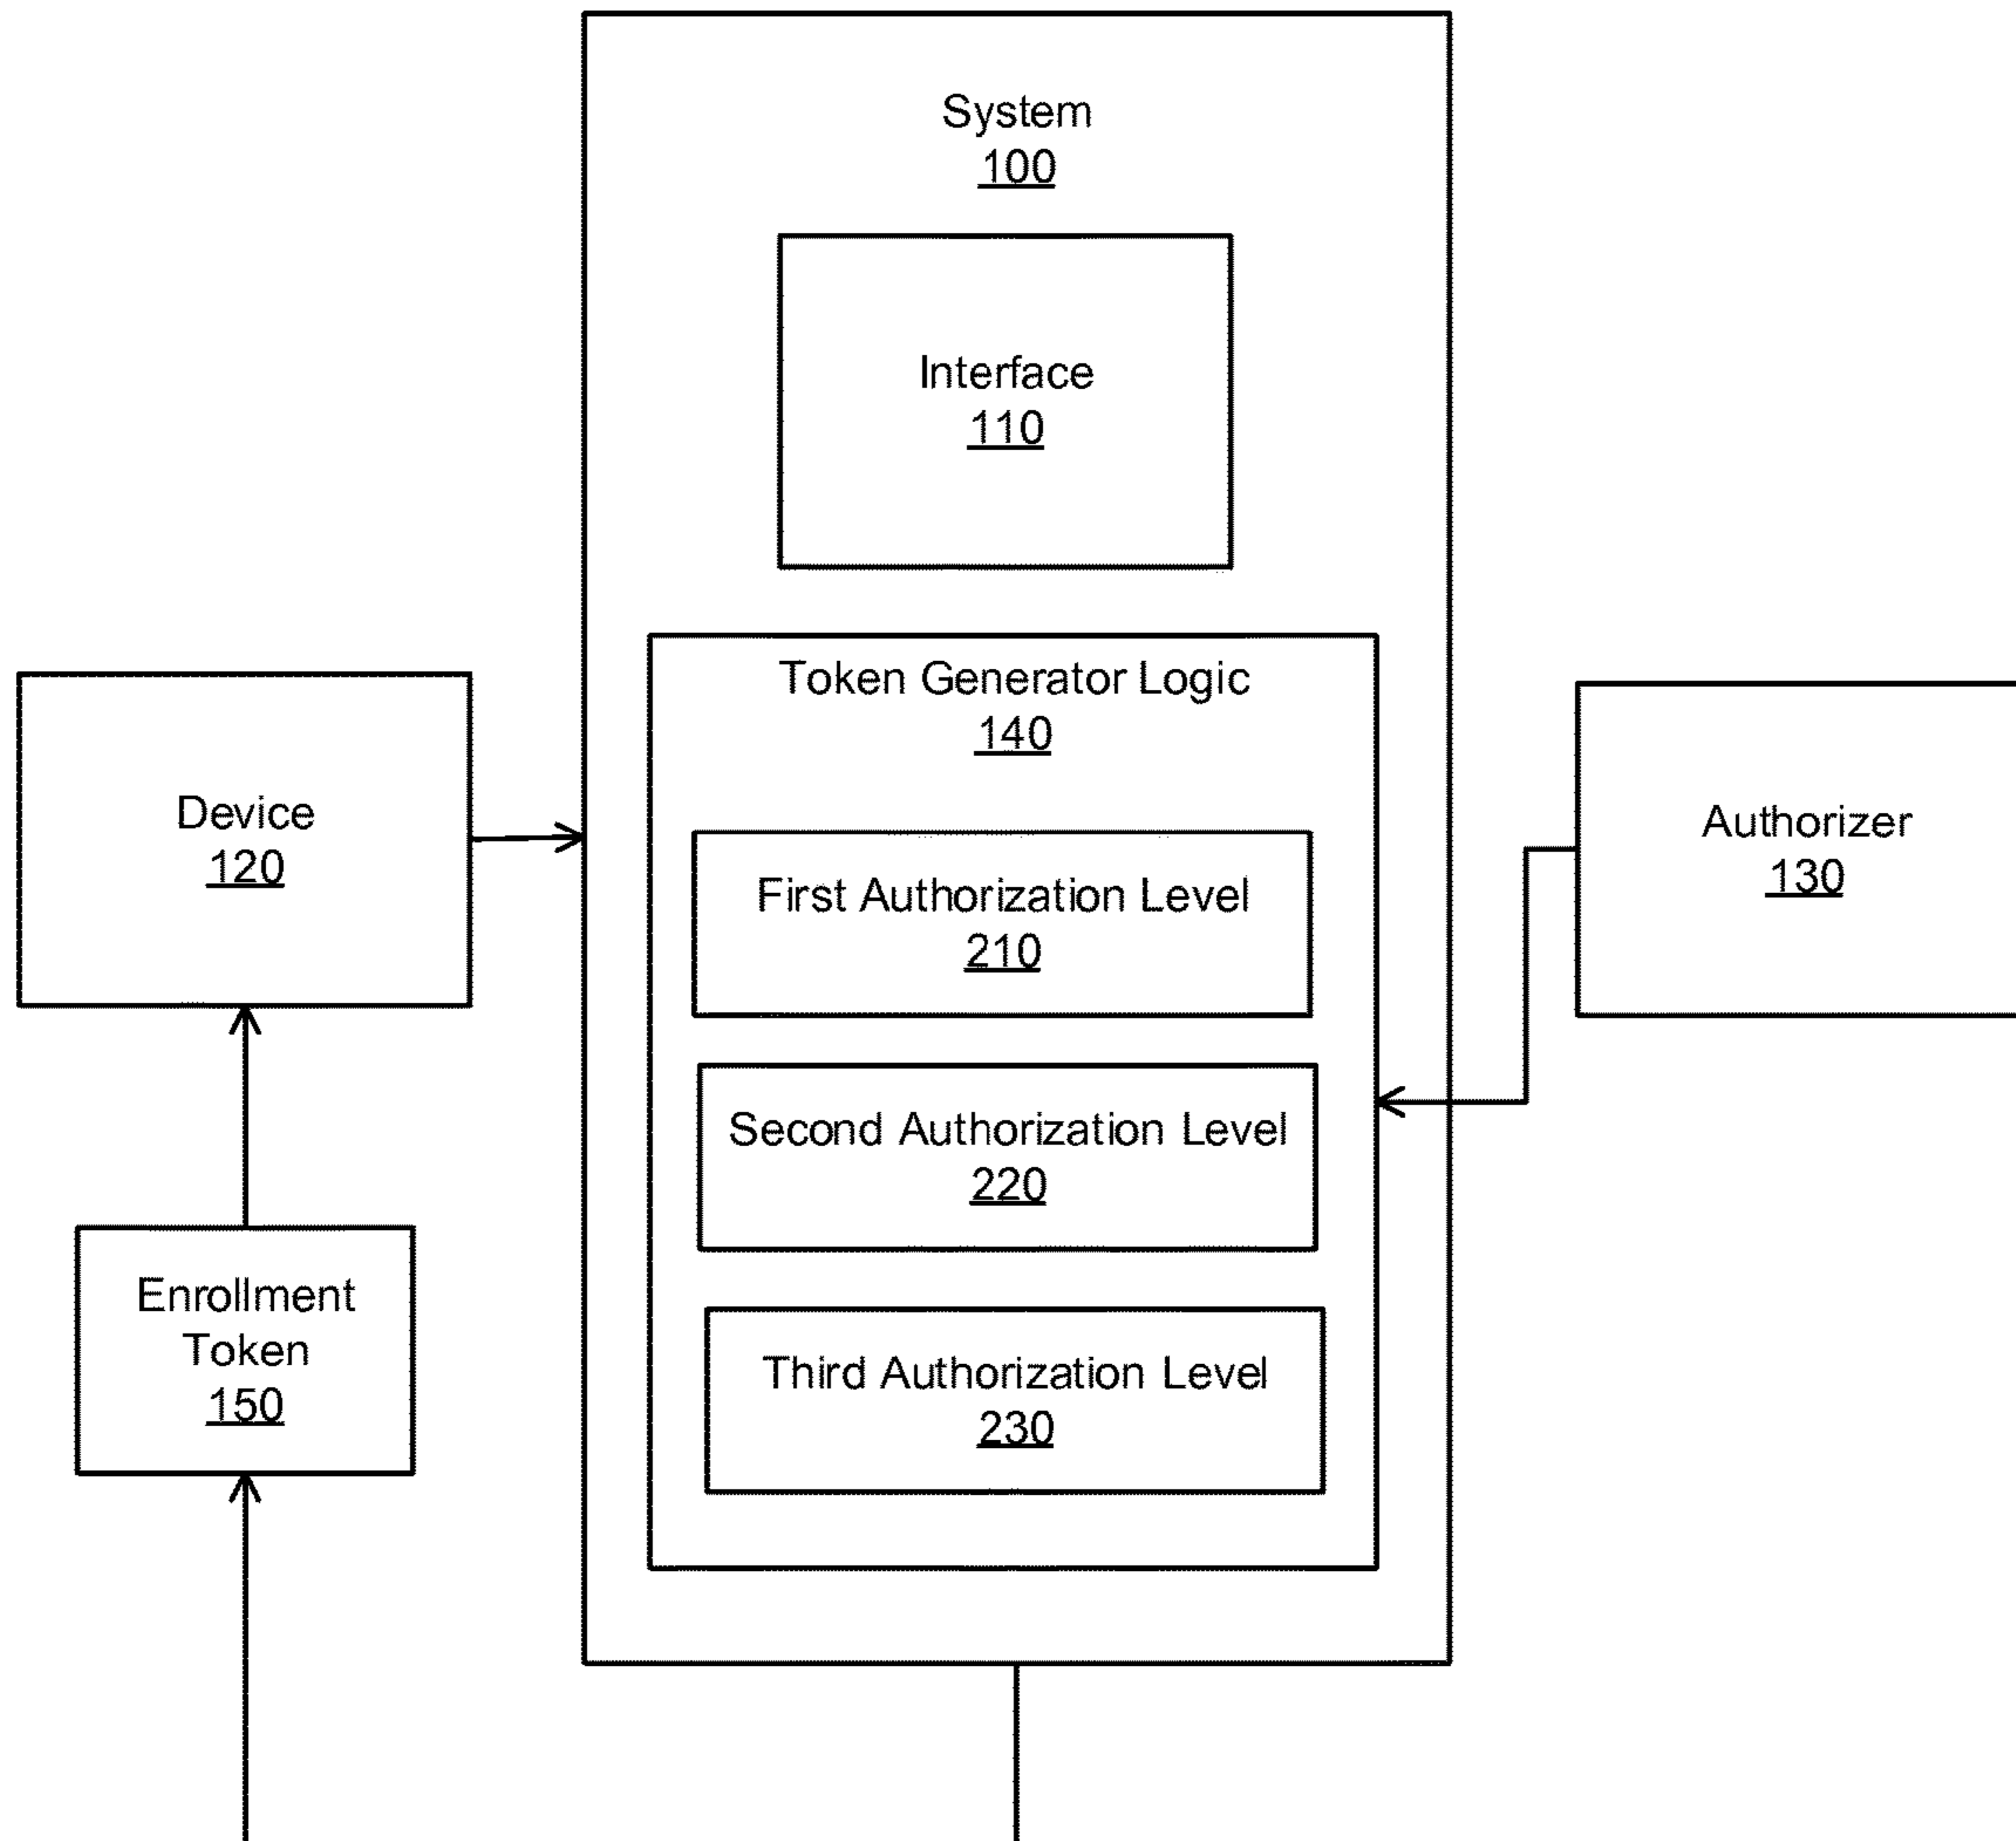 System
100
Interface
110
Token Generator Logic
140
Device
120
Authorizer
130
First Authorization Level
210
Second Authorization Level
220
Enrollment
Token
150
Third Authorization Level
230